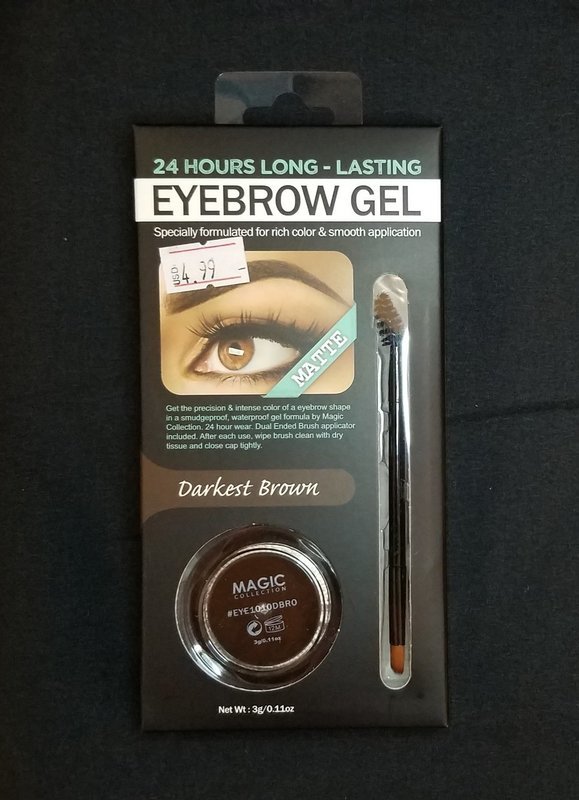 24 HOURS LONG - LASTING
EYEBROW GEL
Specially formulated for rich color & smooth application
USD 4.99 -
MATTE
Get the precision & intense color of a eyebrow shape
in a smudgeproof, waterproof gel formula by Magic
Collection. 24 hour wear. Dual Ended Brush applicator
included. After each use, wipe brush clean with dry
tissue and close cap tightly.
Darkest Brown
MAGIC
COLLECTION
#EYE1010DBRO
12M
3g/0.11oz
Net Wt : 3g/0.11oz